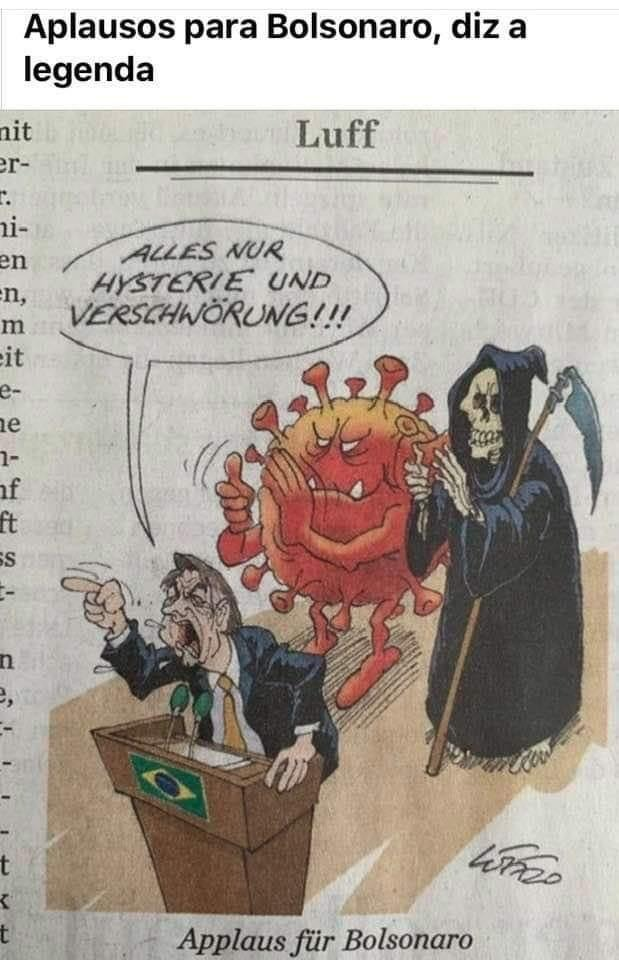 Aplausos para Bolsonaro, diz a
legenda
Luff
ALLES NUR
HYSTERIE UND
VERSCHWÖRUNG!!!
Applaus für Bolsonaro